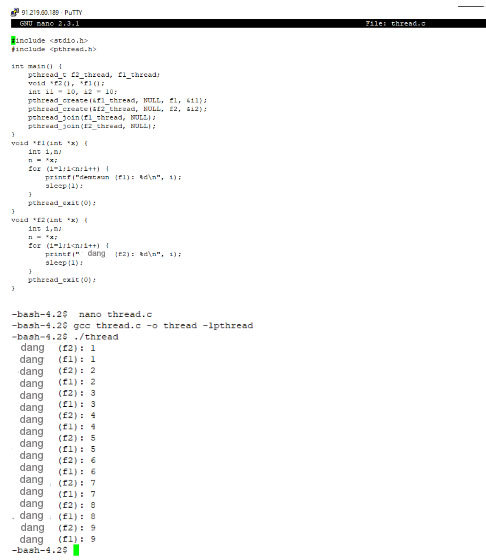 91.219.60.189 - PuTTY
GNU nano 2.3.1 File: thread.c
#include <stdio.h>
#include <pthread.h>
int main() {
pthread_t f2_thread, f1_thread;
void *f2(), *f1();
int i1 = 10, i2 = 10;
pthread_create(&f1_thread, NULL, f1, &i1);
pthread_create(&f2_thread, NULL, f2, &i2);
pthread_join(f1_thread, NULL);
pthread_join(f2_thread, NULL);
}
void *f1(int *x) {
int i,n;
n = *x;
for (i=1;i<n;i++) {
printf("demtsun (f1): %d\n", i);
sleep(1);
}
pthread_exit(0);
}
void *f2(int *x) {
int i,n;
n = *x;
for (i=1;i<n;i++) {
printf(" dang (f2): %d\n", i);
sleep(1);
}
pthread_exit(0);
}
-bash-4.2$ nano thread.c
-bash-4.2$ gcc thread.c -o thread -lpthread
-bash-4.2$ ./thread
dang (f2): 1
dang (f1): 1
dang (f2): 2
dang (f1): 2
dang (f2): 3
dang (f1): 3
dang (f2): 4
dang (f1): 4
dang (f2): 5
dang (f1): 5
dang (f2): 6
dang (f1): 6
dang (f2): 7
dang (f1): 7
dang (f2): 8
dang (f1): 8
dang (f2): 9
dang (f1): 9
-bash-4.2$